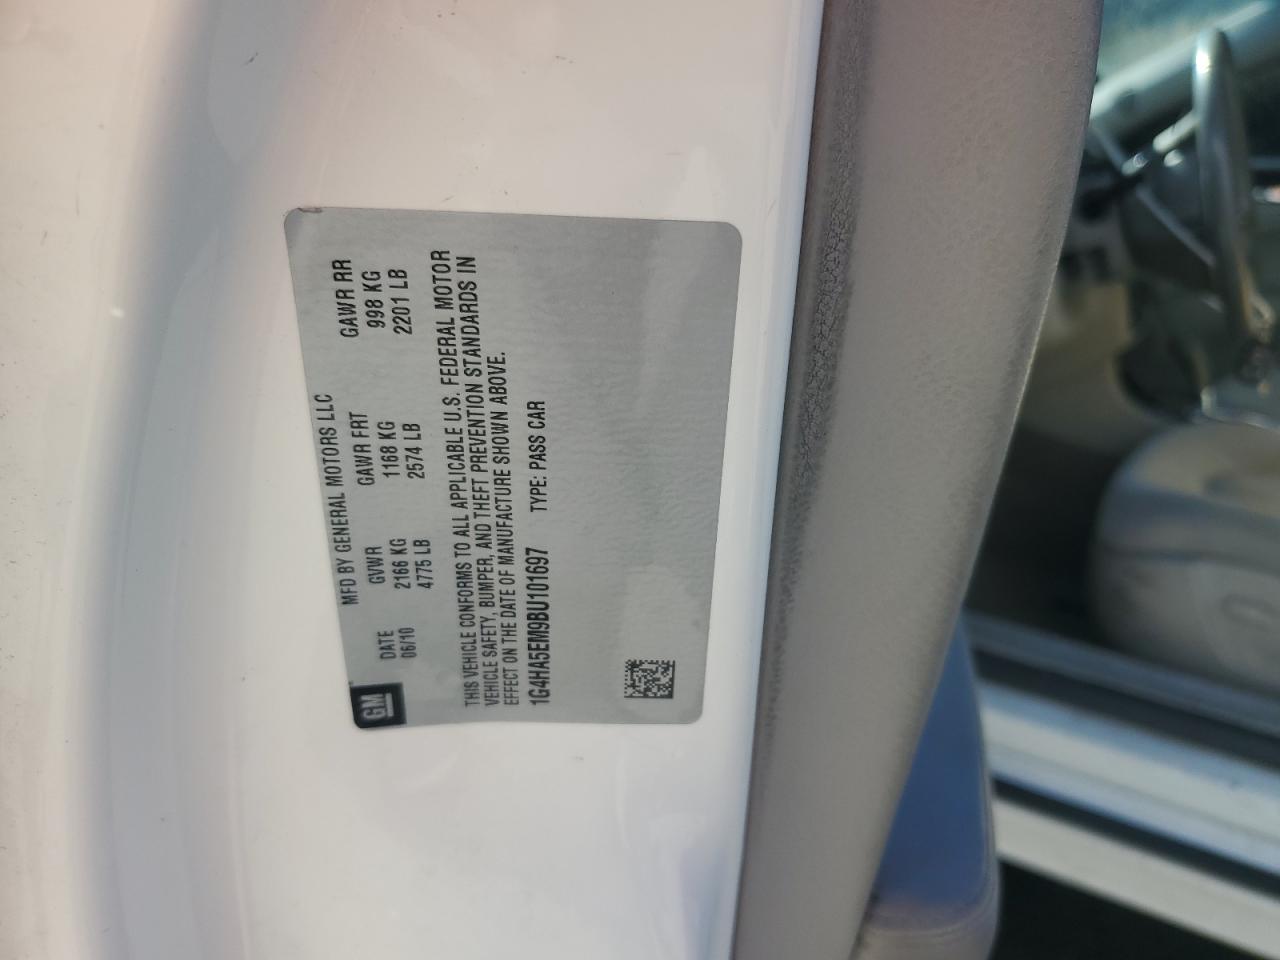 GM
MFD BY GENERAL MOTORS LLC
DATE GVWR GAWR FRT GAWR RR
06/10 2166 KG 1168 KG 998 KG
4775 LB 2574 LB 2201 LB
THIS VEHICLE CONFORMS TO ALL APPLICABLE U.S. FEDERAL MOTOR
VEHICLE SAFETY, BUMPER, AND THEFT PREVENTION STANDARDS IN
EFFECT ON THE DATE OF MANUFACTURE SHOWN ABOVE.
1G4HA5EM9BU101697 TYPE: PASS CAR